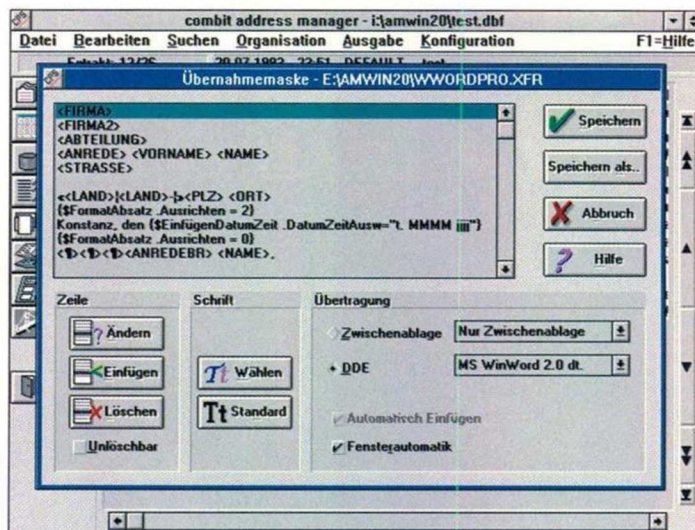 combit address manager - i:\amwin20\test.dbf
Datei Bearbeiten Suchen Organisation Ausgabe Konfiguration F1=Hilfe
Übernahmemaske - E:\AMWIN20\WWORDPRO.XFR
<FIRMA>
<FIRMA2>
<ABTEILUNG>
<ANREDE> <VORNAME> <NAME>
<STRASSE>
«<LAND>¦<LAND>-¦»<PLZ> <ORT>
{$FormatAbsatz .Ausrichten = 2}
Konstanz, den {$EinfügenDatumZeit .DatumZeitAusw="t. MMMM jjjj"}
{$FormatAbsatz .Ausrichten = 0}
<¶><¶><¶><ANREDEBR> <NAME>,
Speichern
Speichern als..
Abbruch
Hilfe
Zeile
Ändern
Einfügen
Löschen
Unlöschbar
Schrift
Wählen
Standard
Übertragung
Zwischenablage Nur Zwischenablage
DDE MS WinWord 2.0 dt.
Automatisch Einfügen
Fensterautomatik